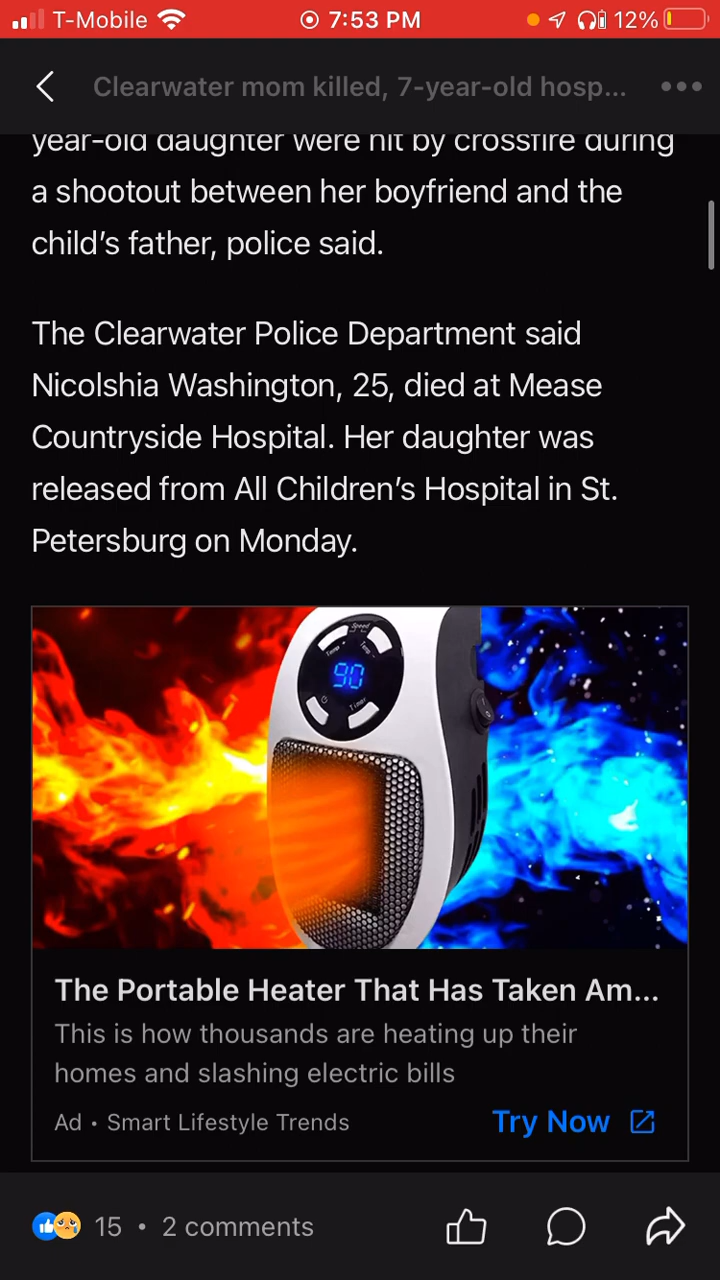 T-Mobile 7:53 PM 12%
Clearwater mom killed, 7-year-old hosp...
year-old daughter were hit by crossfire during
a shootout between her boyfriend and the
child’s father, police said.
The Clearwater Police Department said
Nicolshia Washington, 25, died at Mease
Countryside Hospital. Her daughter was
released from All Children’s Hospital in St.
Petersburg on Monday.
Speed
Temp + Temp -
90
Timer
The Portable Heater That Has Taken Am...
This is how thousands are heating up their
homes and slashing electric bills
Ad • Smart Lifestyle Trends Try Now
15 • 2 comments